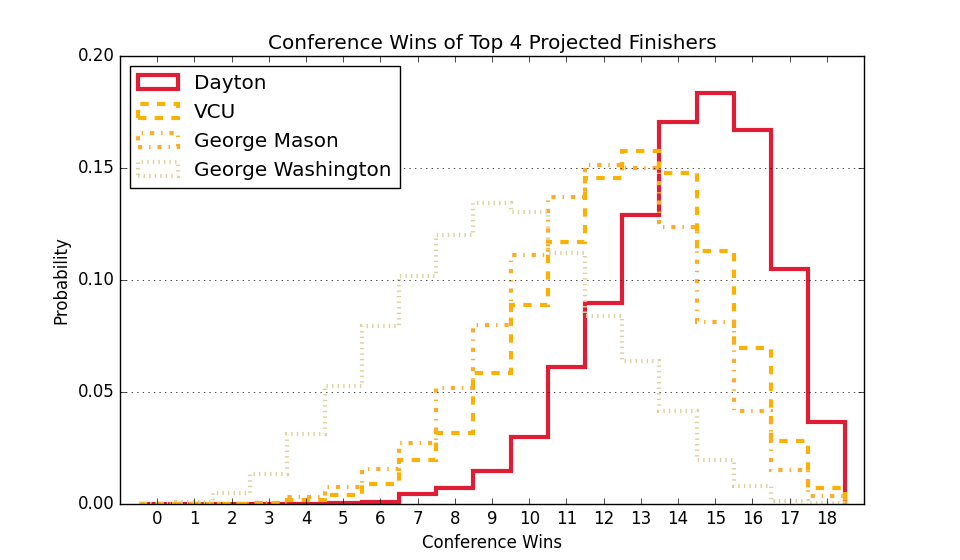 Conference Wins of Top 4 Projected Finishers
Dayton
VCU
George Mason
George Washington
Probability
0.20
0.15
0.10
0.05
0.00
0 1 2 3 4 5 6 7 8 9 10 11 12 13 14 15 16 17 18
Conference Wins